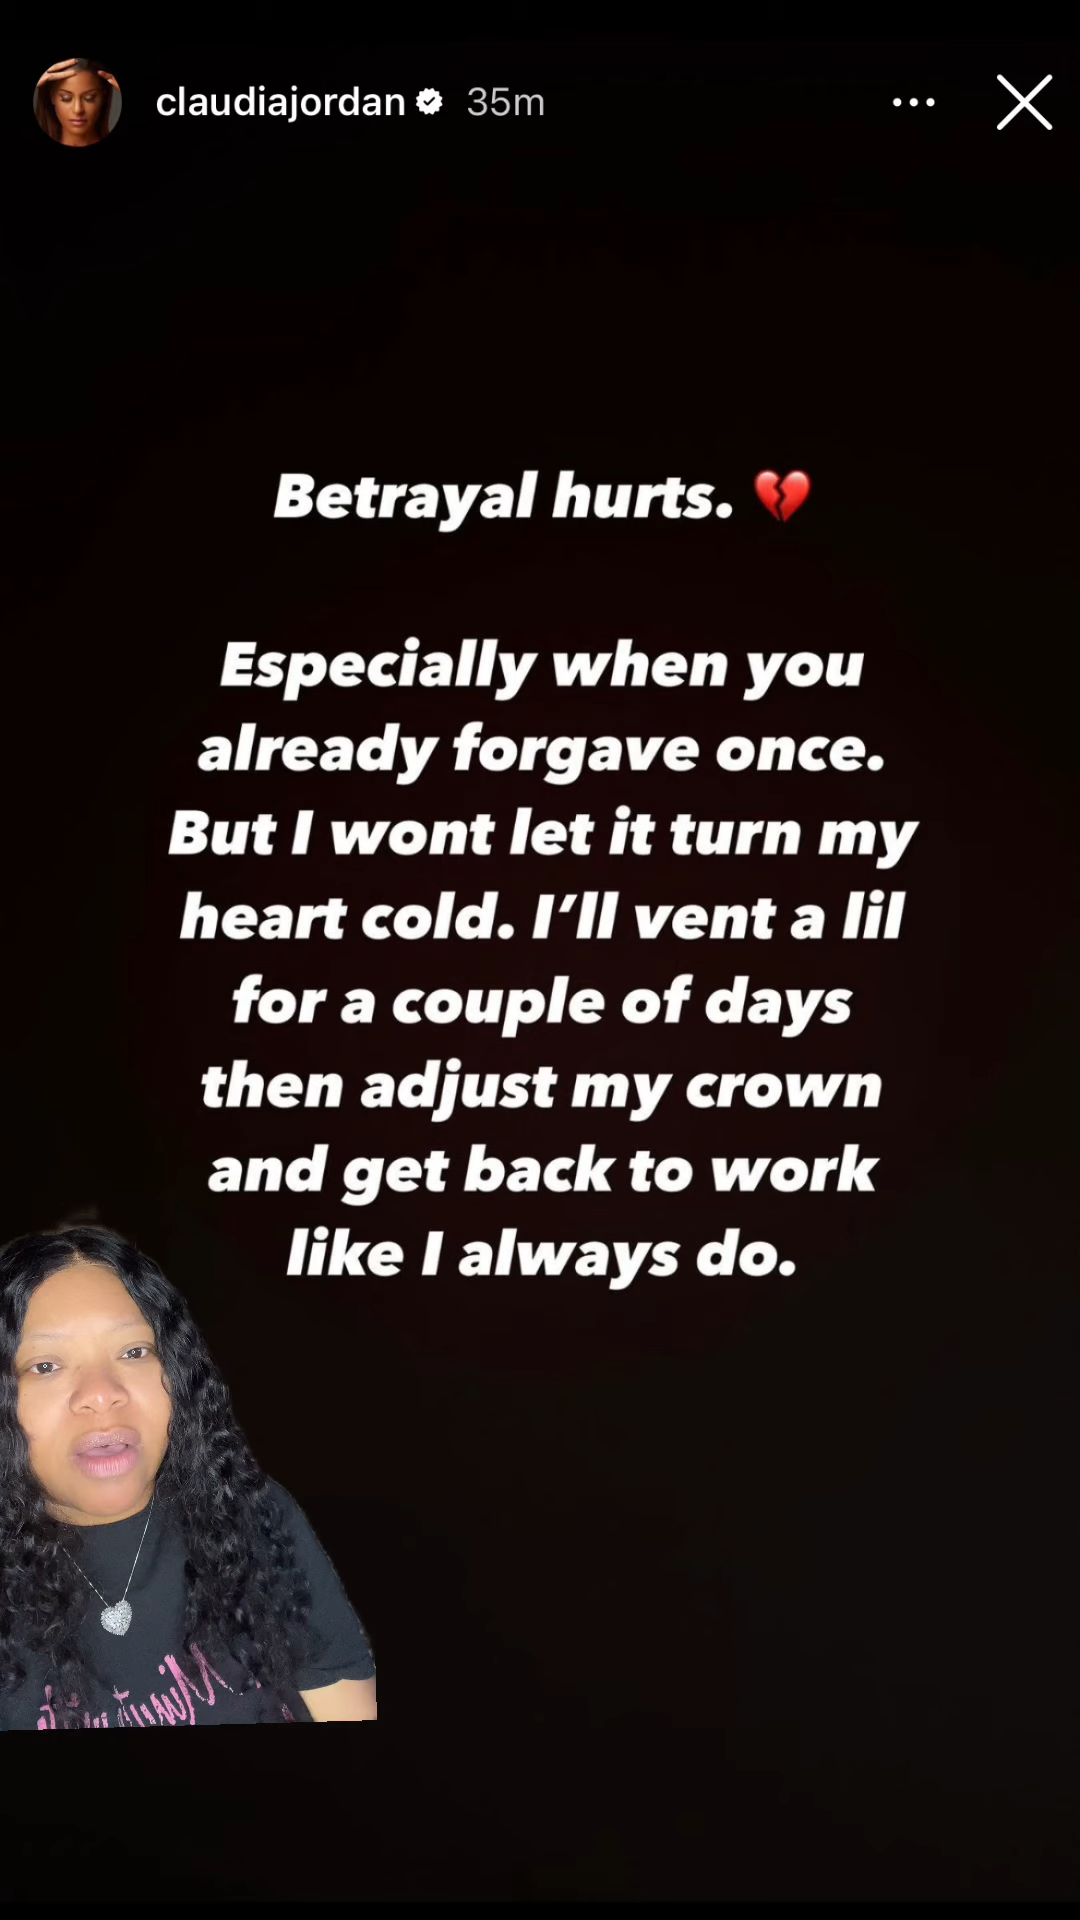 claudiajordan 35m
Betrayal hurts. 💔
Especially when you
already forgave once.
But I wont let it turn my
heart cold. I’ll vent a lil
for a couple of days
then adjust my crown
and get back to work
like I always do.